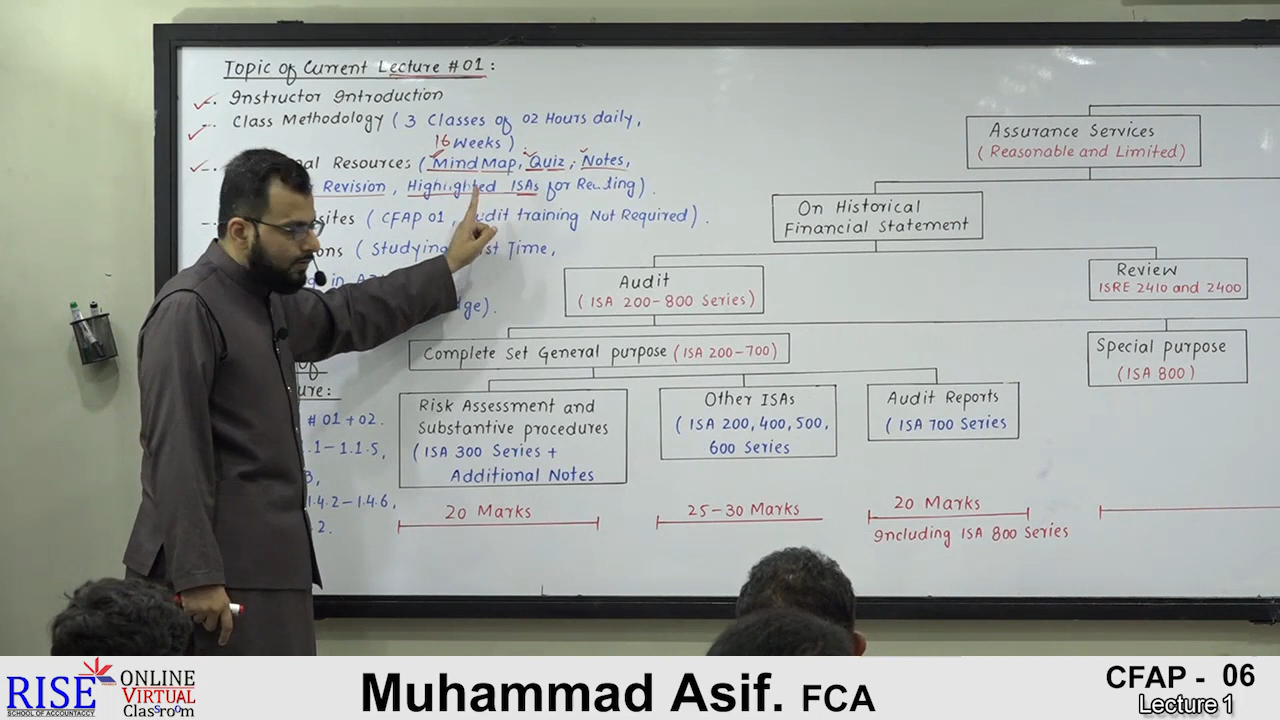 Topic of Current Lecture # 01 :
-. Instructor Introduction
-. Class Methodology ( 3 Classes of 02 Hours daily,
16 Weeks ) .
-. Resources ( Mind Map, Quiz, Notes,
Revision , Highlighted ISAs for Reading) .
-. ( CFAP 01 , Audit training Not Required ) .
( Studying Time,
in
).
of
# 01 + 02 .
.1 - 1.1.5 ,
1.4.2 - 1.4.6 ,
2 .
Assurance Services
( Reasonable and Limited )
On Historical
Financial Statement
Audit
( ISA 200 - 800 Series )
Review
ISRE 2410 and 2400
Complete Set General purpose ( ISA 200 - 700 )
Special purpose
( ISA 800 )
Risk Assessment and
Substantive procedures
( ISA 300 Series +
Additional Notes
Other ISAs
( ISA 200, 400, 500,
600 Series
Audit Reports
( ISA 700 Series
20 Marks
25 - 30 Marks
20 Marks
Including ISA 800 Series
RISE
SCHOOL OF ACCOUNTANCY
ONLINE
VIRTUAL
Classroom
Muhammad Asif. FCA
CFAP - 06
Lecture 1